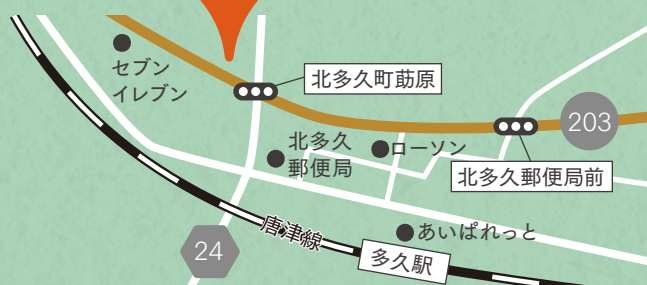 セブン
イレブン
北多久町莇原
203
北多久
郵便局
ローソン
北多久郵便局前
唐津線
あいぱれっと
24
多久駅